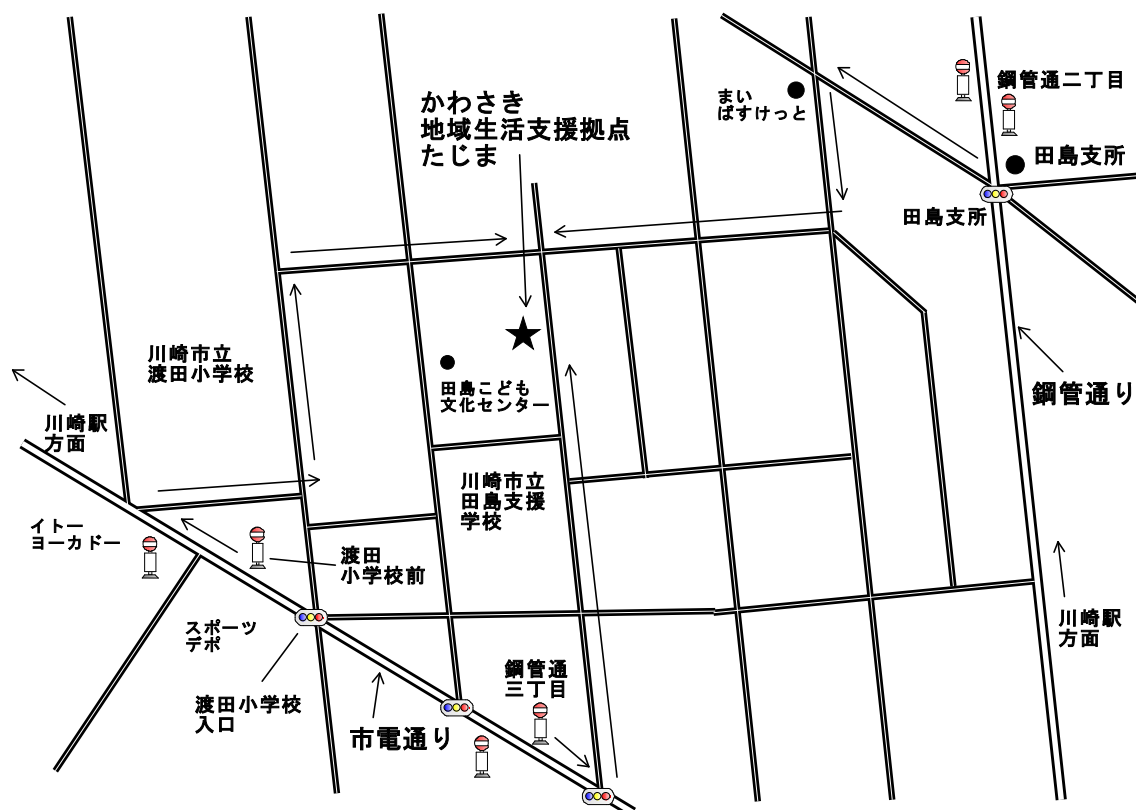 かわさき
地域生活支援拠点
たじま
まい
ばすけっと
鋼管通二丁目
田島支所
田島支所
川崎市立
渡田小学校
田島こども
文化センター
鋼管通り
川崎駅
方面
川崎市立
田島支援
学校
イトー
ヨーカドー
渡田
小学校前
スポーツ
デポ
川崎駅
方面
渡田小学校
入口
鋼管通
三丁目
市電通り